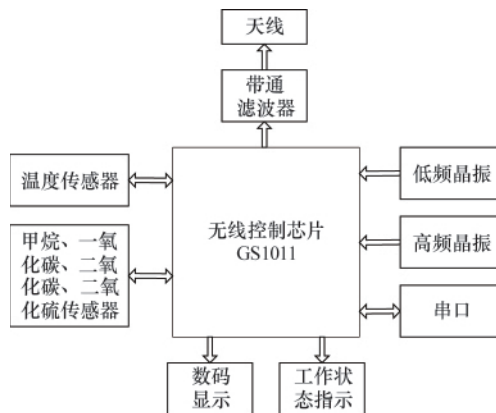 天线
带通
滤波器
温度传感器
低频晶振
无线控制芯片
GS1011
甲烷、一氧
化碳、二氧
化碳、二氧
化硫传感器
高频晶振
串口
数码
显示
工作状
态指示